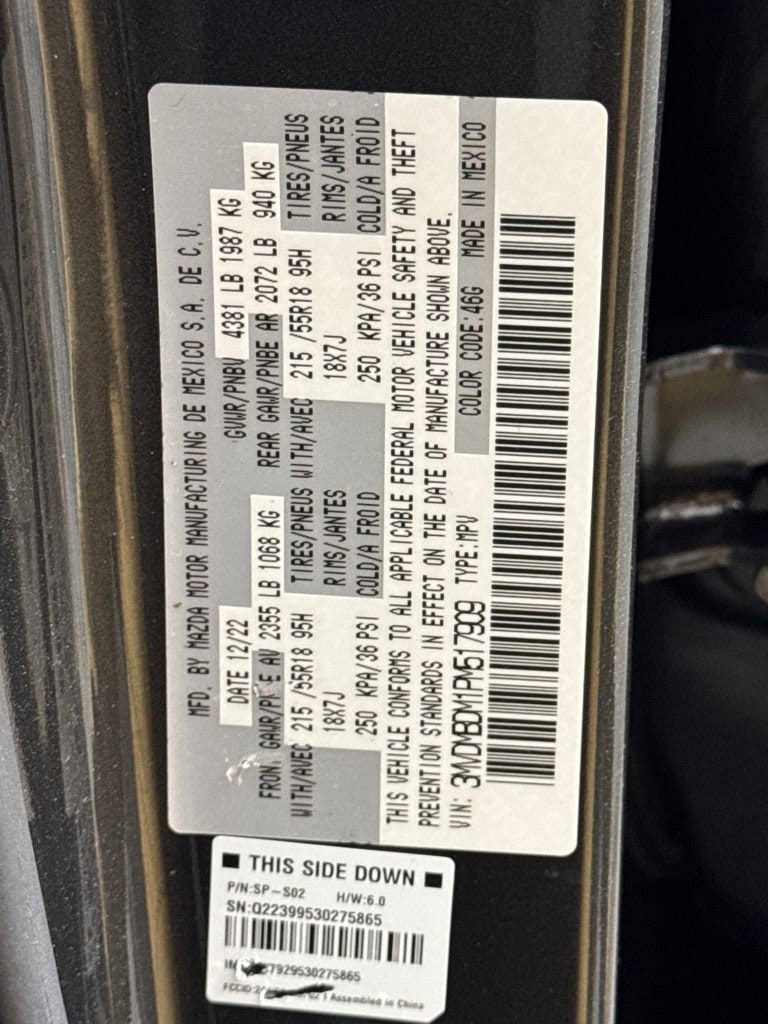 MFD. BY MAZDA MOTOR MANUFACTURING DE MEXICO S.A. DE C.V.
DATE 12/22 GVWR/PNBV 4381 LB 1987 KG
FRON. GAWR/P E AV 2355 LB 1068 KG REAR GAWR/PNBE AR 2072 LB 940 KG
WITH/AVEC 215 /55R18 95H TIRES/PNEUS WITH/AVEC 215 /55R18 95H TIRES/PNEUS
18X7J RIMS/JANTES 18X7J RIMS/JANTES
250 KPA/36 PSI COLD/A FROID 250 KPA/36 PSI COLD/A FROID
THIS VEHICLE CONFORMS TO ALL APPLICABLE FEDERAL MOTOR VEHICLE SAFETY AND THEFT
PREVENTION STANDARDS IN EFFECT ON THE DATE OF MANUFACTURE SHOWN ABOVE.
VIN: 3MVDMBDM1PM517909 TYPE:MPV COLOR CODE:46G MADE IN MEXICO
THIS SIDE DOWN
P/N:SP-S02 H/W:6.0
SN:Q22399530275865
7929530275865
Assembled in China